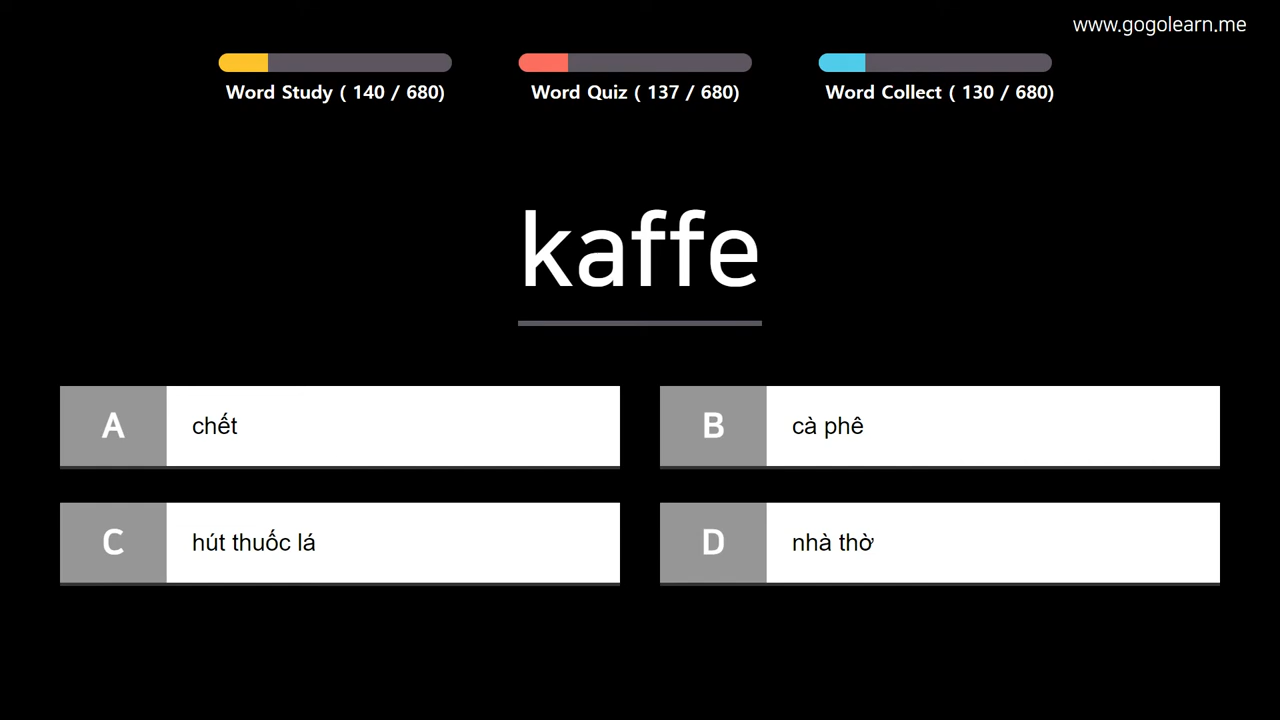 www.gogolearn.me
Word Study ( 140 / 680)
Word Quiz ( 137 / 680)
Word Collect ( 130 / 680)
kaffe
A chết
B cà phê
C hút thuốc lá
D nhà thờ